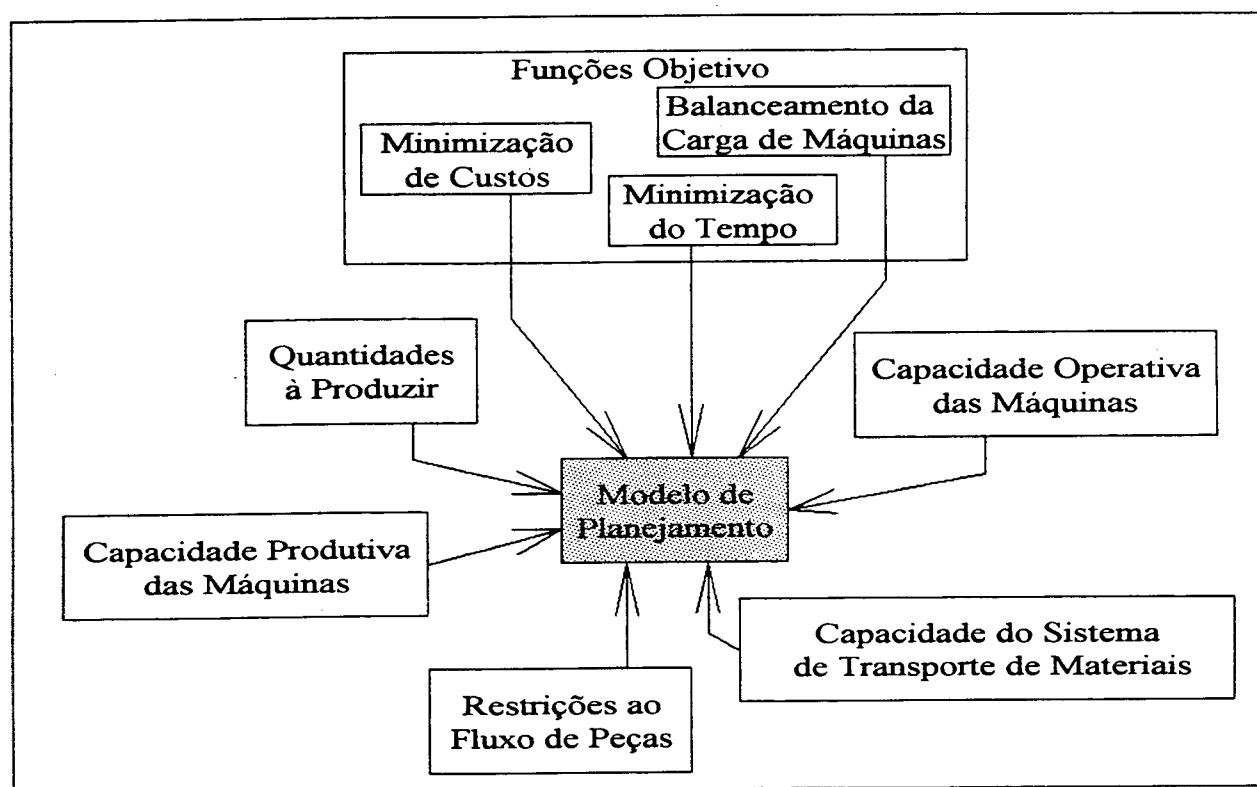 Funções Objetivo
Balanceamento da
Carga de Máquinas
Minimização
de Custos
Minimização
do Tempo
Quantidades
à Produzir
Capacidade Operativa
das Máquinas
Modelo de
Planejamento
Capacidade Produtiva
das Máquinas
Capacidade do Sistema
de Transporte de Materiais
Restrições ao
Fluxo de Peças